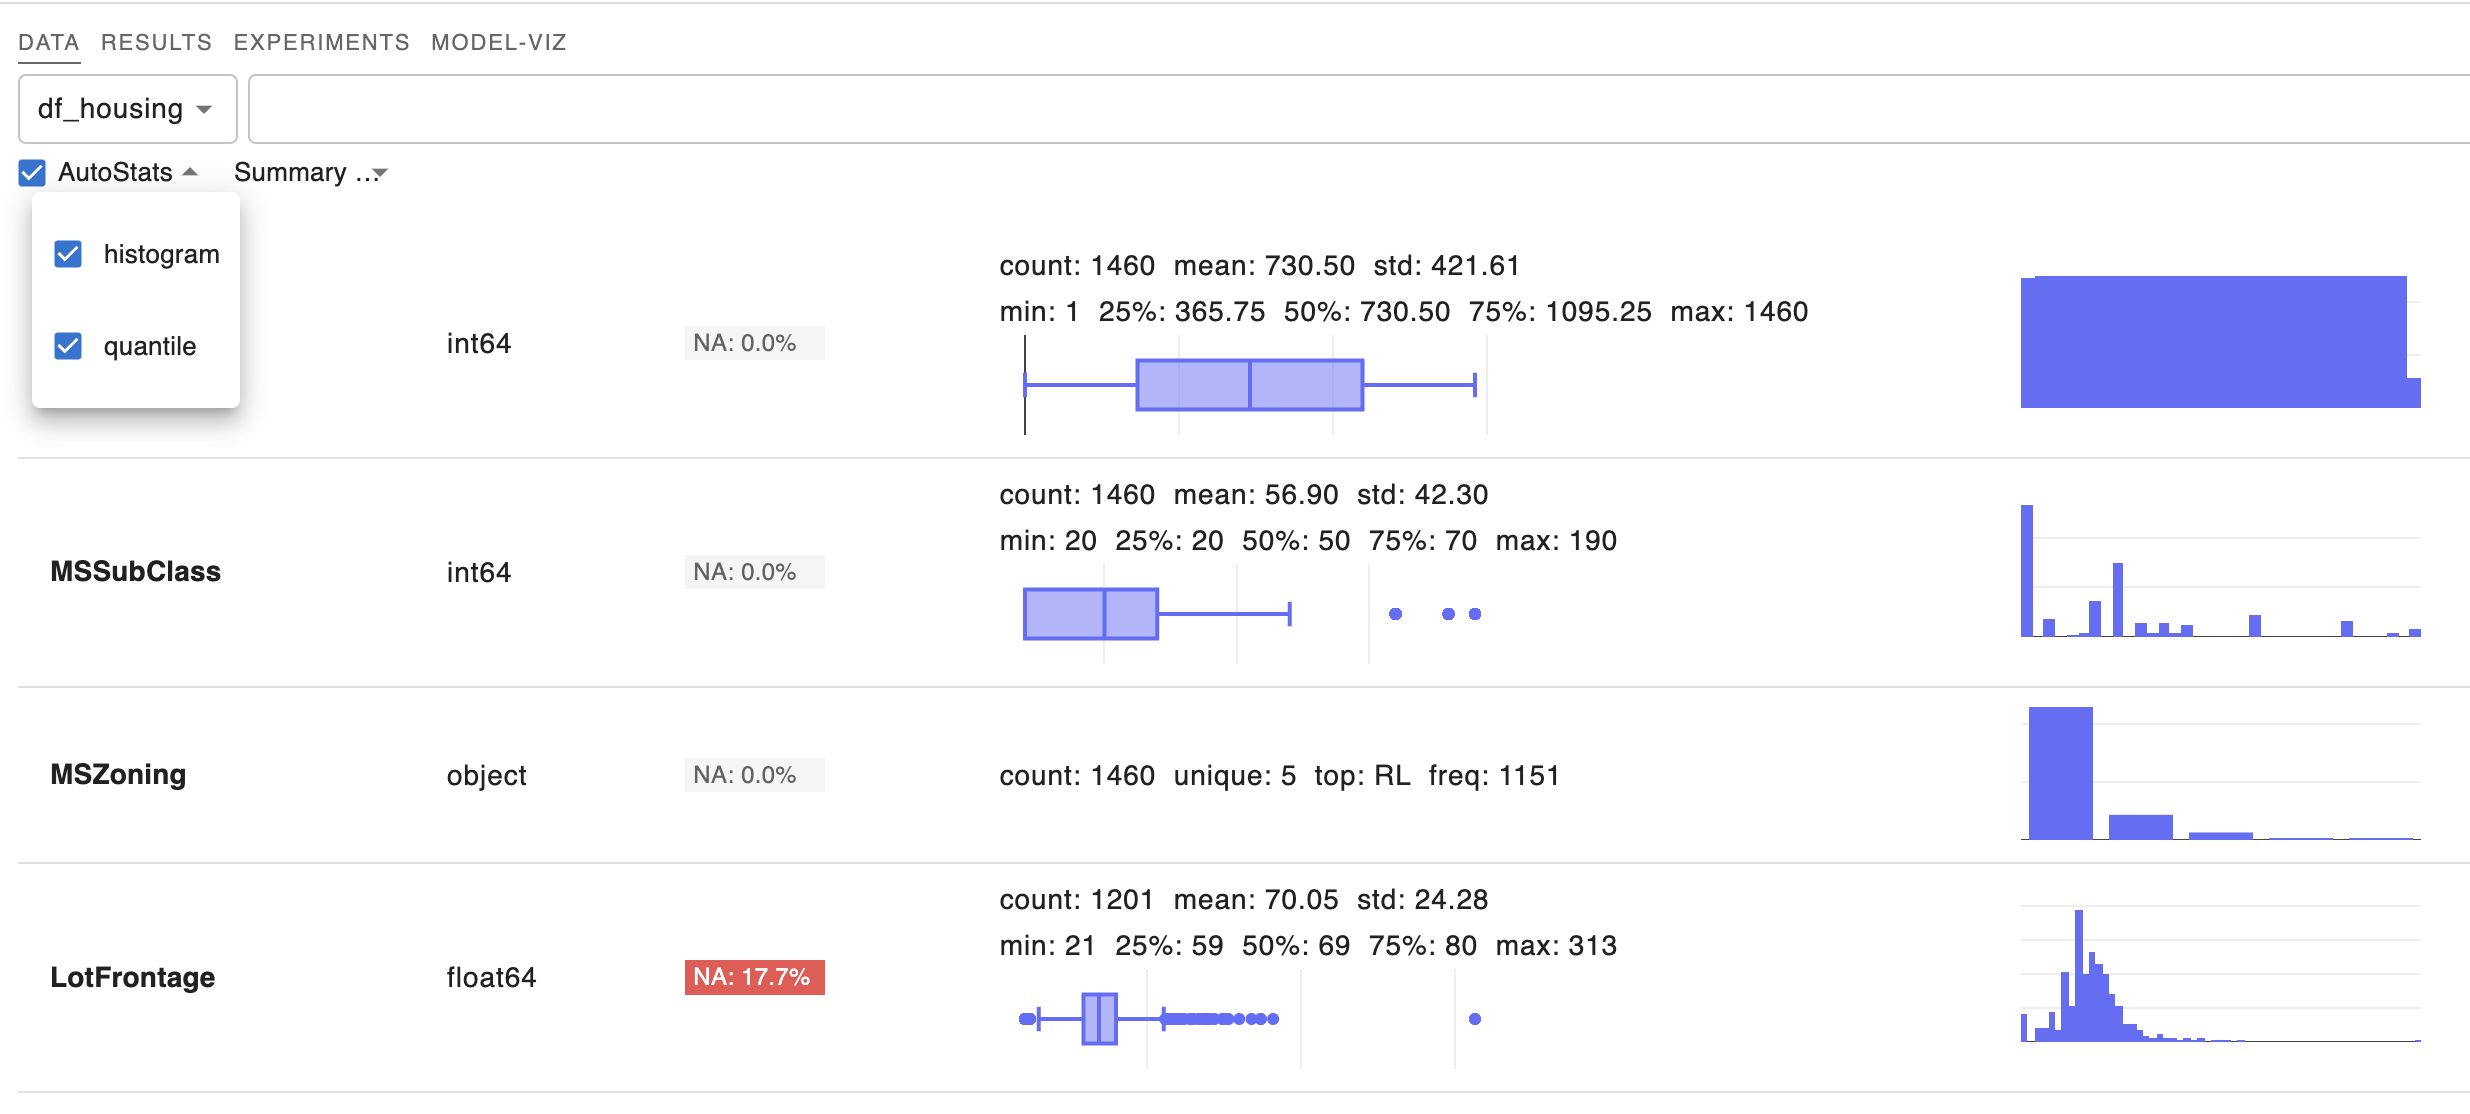 DATA RESULTS EXPERIMENTS MODEL-VIZ
df_housing
AutoStats Summary ...
histogram
quantile
int64
NA: 0.0%
count: 1460 mean: 730.50 std: 421.61
min: 1 25%: 365.75 50%: 730.50 75%: 1095.25 max: 1460
MSSubClass
int64
NA: 0.0%
count: 1460 mean: 56.90 std: 42.30
min: 20 25%: 20 50%: 50 75%: 70 max: 190
MSZoning
object
NA: 0.0%
count: 1460 unique: 5 top: RL freq: 1151
LotFrontage
float64
NA: 17.7%
count: 1201 mean: 70.05 std: 24.28
min: 21 25%: 59 50%: 69 75%: 80 max: 313